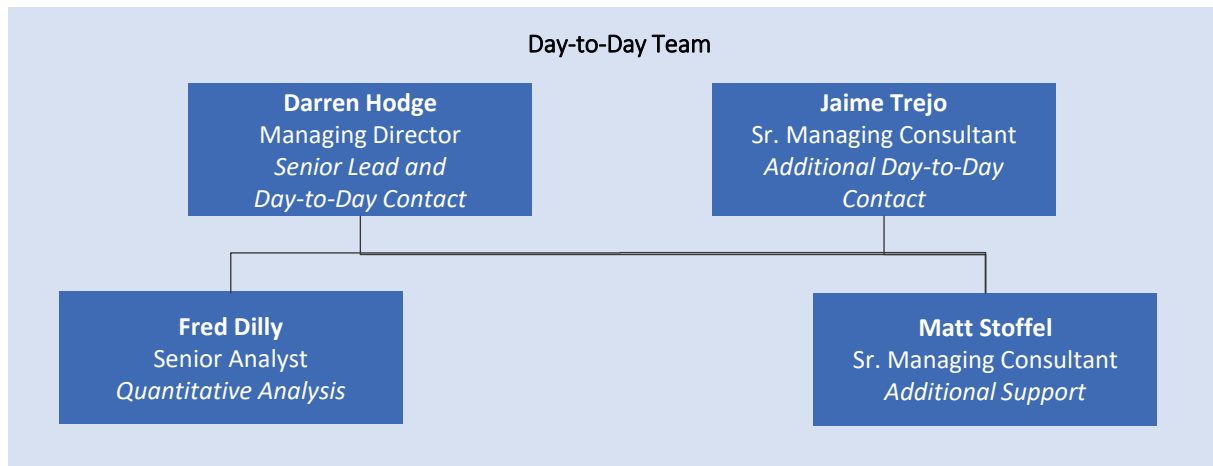 Day-to-Day Team
Darren Hodge
Managing Director
Senior Lead and
Day-to-Day Contact
Jaime Trejo
Sr. Managing Consultant
Additional Day-to-Day
Contact
Fred Dilly
Senior Analyst
Quantitative Analysis
Matt Stoffel
Sr. Managing Consultant
Additional Support